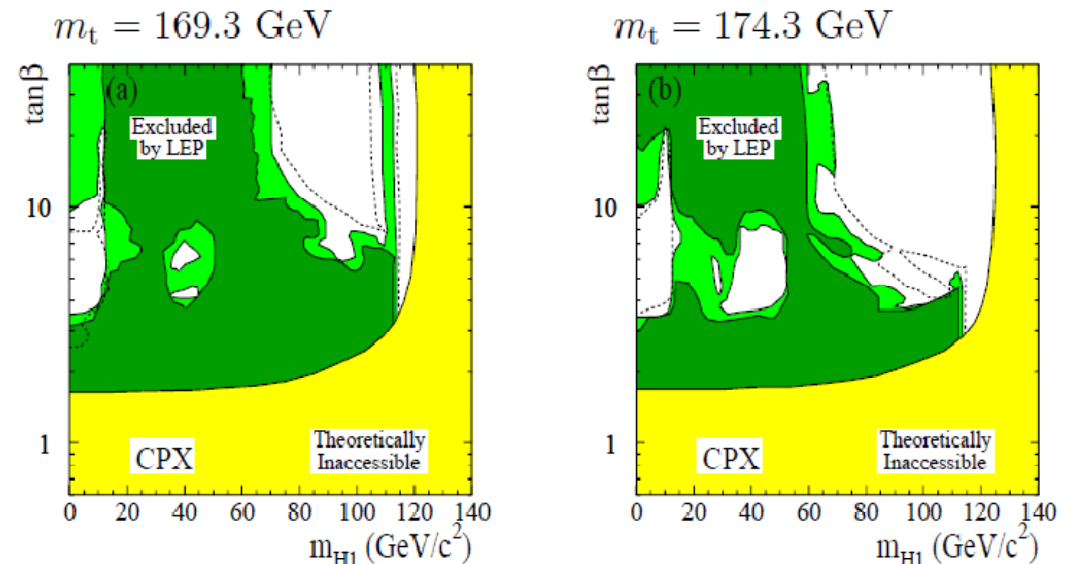 m_t = 169.3 GeV
m_t = 174.3 GeV
tanβ
(a)
Excluded
by LEP
10
1
CPX
Theoretically
Inaccessible
0 20 40 60 80 100 120 140
m_H1 (GeV/c²)
tanβ
(b)
Excluded
by LEP
10
1
CPX
Theoretically
Inaccessible
0 20 40 60 80 100 120 140
m_H1 (GeV/c²)